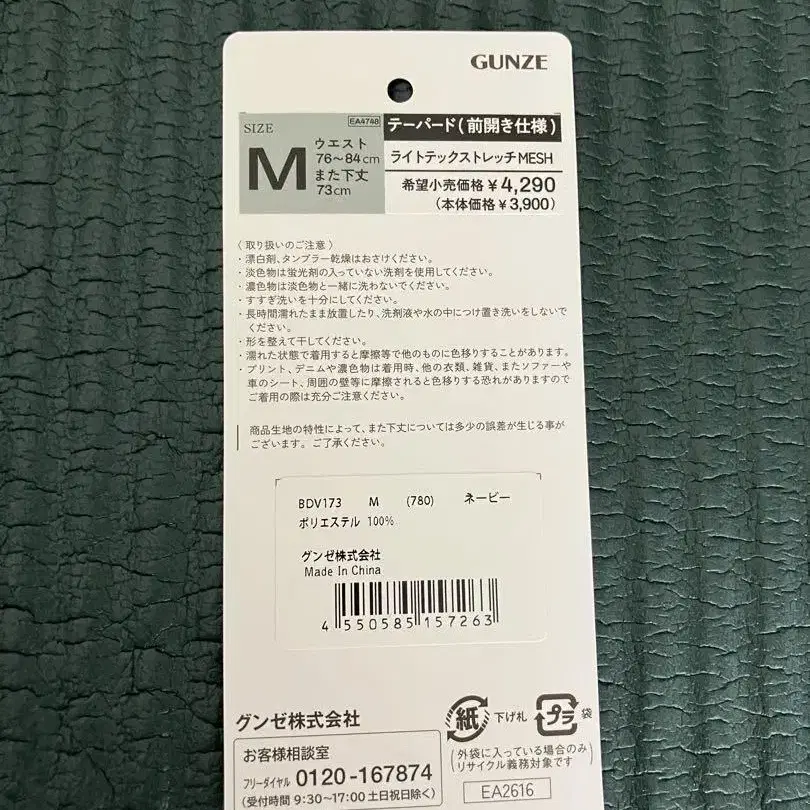 GUNZE
SIZE
EA4748
M
ウエスト
76～84cm
また下丈
73cm
テーパード(前開き仕様)
ライトテックストレッチMESH
希望小売価格￥4,290
(本体価格￥3,900)
〈 取り扱いのご注意 〉
・漂白剤、タンブラー乾燥はおさけください。
・淡色物は蛍光剤の入っていない洗剤を使用してください。
・濃色物は淡色物と一緒に洗わないでください。
・すすぎ洗いを十分にしてください。
・長時間濡れたまま放置したり、洗剤液や水の中につけ置き洗いをしないで
ください。
・形を整えて干してください。
・濡れた状態で着用すると摩擦等で他のものに色移りすることがあります。
・プリント、デニムや濃色物は着用時、他の衣類、雑貨、またソファーや
車のシート、周囲の壁等に摩擦されると色移りする恐れがありますので
ご着用の際は充分ご注意ください。
商品生地の特性によって、また下丈については多少の誤差が生じる事が
ございます。ご了承ください。
BDV173 M (780) ネービー
ポリエステル 100%
グンゼ株式会社
Made In China
4 550585 157263
グンゼ株式会社
お客様相談室
フリーダイヤル 0120-167874
(受付時間 9:30～17:00 土日祝日除く)
紙 下げ札
プラ 袋
(外袋に入っている場合のみ
リサイクル義務対象です)
EA2616